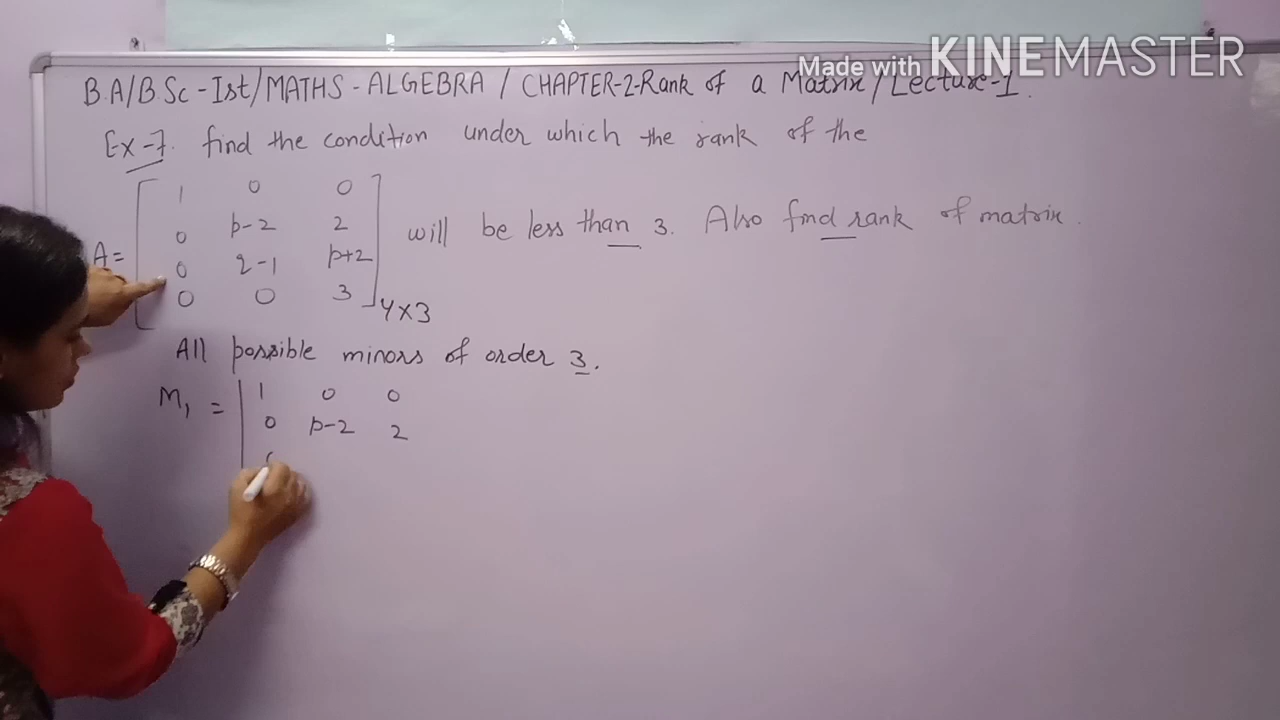 Made with KINEMASTER
B.A/B.Sc - Ist/MATHS - ALGEBRA / CHAPTER-2-Rank of a Matrix/Lecture-1.
Ex-7. find the condition under which the rank of the
A = [ 1 0 0
0 p-2 2
0 2-1 p+2
0 0 3 ] 4×3 will be less than 3. Also find rank of matrix.
All possible minors of order 3.
M₁ = | 1 0 0
0 p-2 2